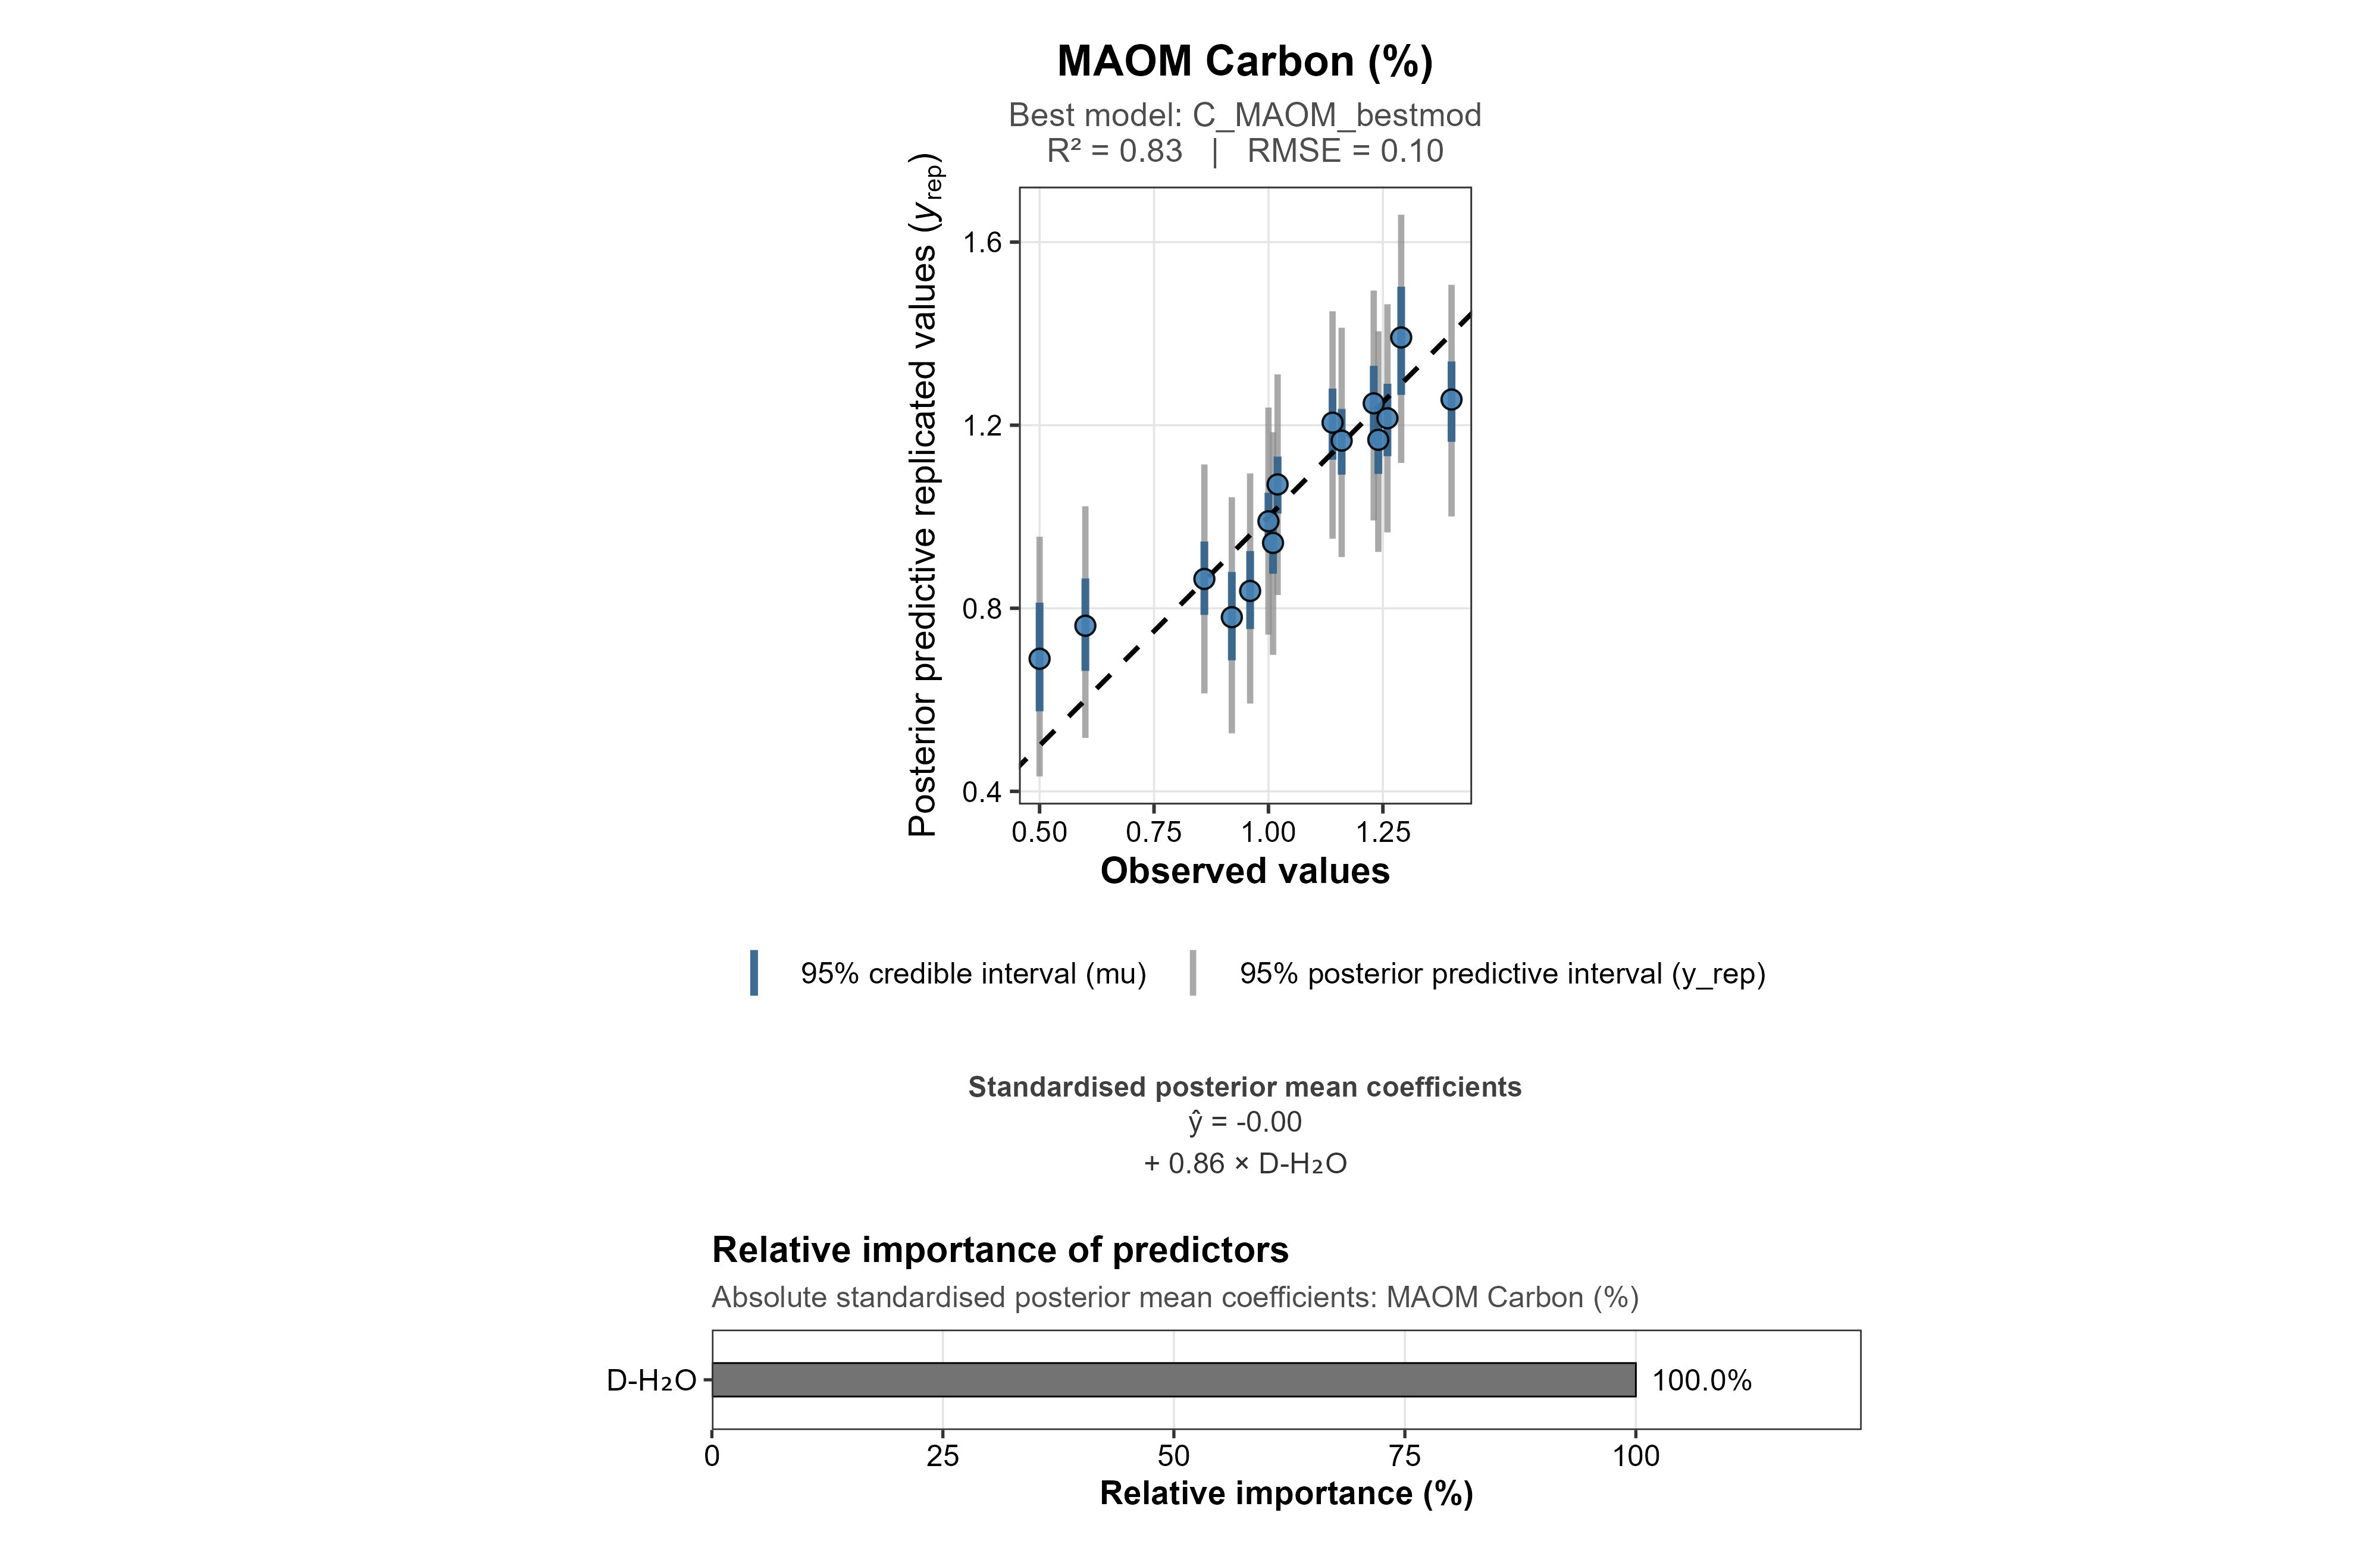 MAOM Carbon (%)
Best model: C_MAOM_bestmod
R² = 0.83 | RMSE = 0.10
Posterior predictive replicated values (y rep)
1.6
1.2
0.8
0.4
0.50 0.75 1.00 1.25
Observed values
95% credible interval (mu) 95% posterior predictive interval (y_rep)
Standardised posterior mean coefficients
ŷ = -0.00
+ 0.86 × D-H₂O
Relative importance of predictors
Absolute standardised posterior mean coefficients: MAOM Carbon (%)
D-H₂O 100.0%
0 25 50 75 100
Relative importance (%)